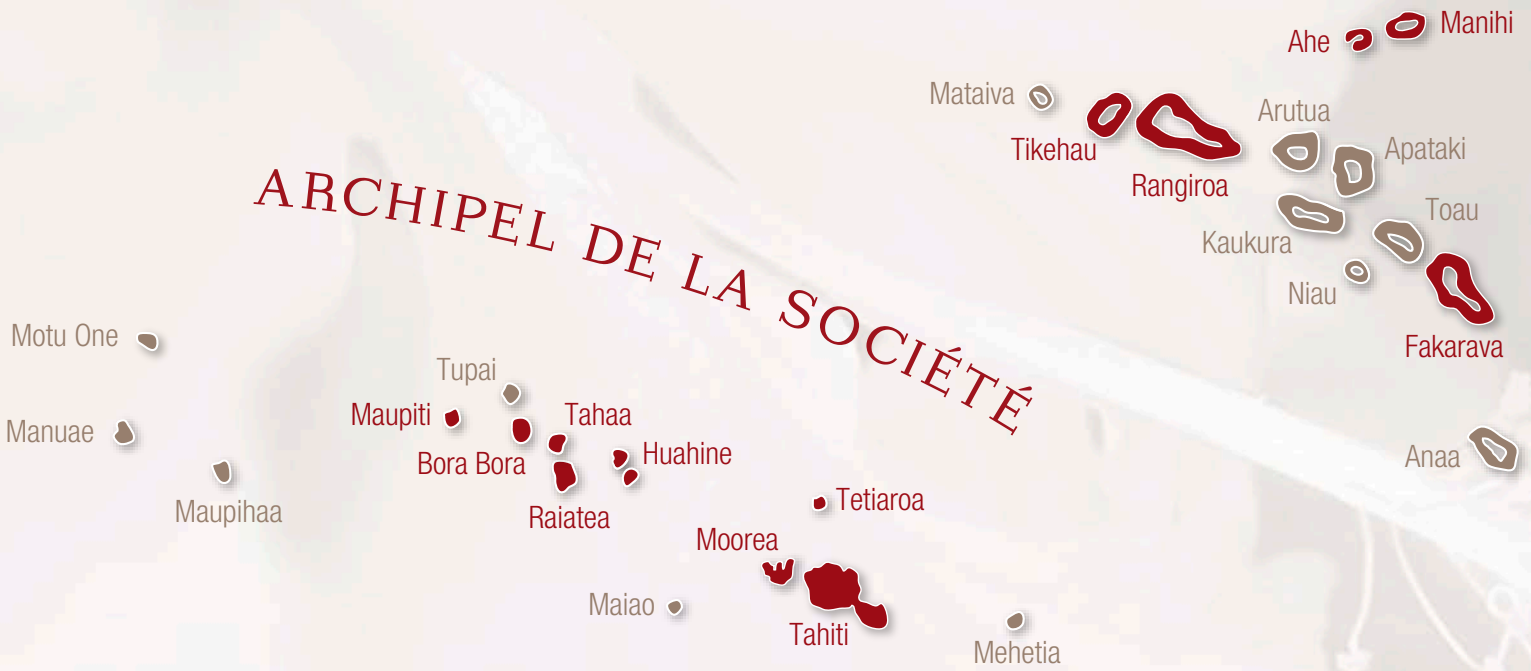 Manihi
Ahe
Mataiva
Arutua
Tikehau
Apataki
Rangiroa
ARCHIPEL DE LA SOCIÉTÉ
Toau
Kaukura
Niau
Motu One
Fakarava
Tupai
Maupiti
Tahaa
Manuae
Huahine
Bora Bora
Anaa
Maupihaa
Tetiaroa
Raiatea
Moorea
Maiao
Tahiti
Mehetia